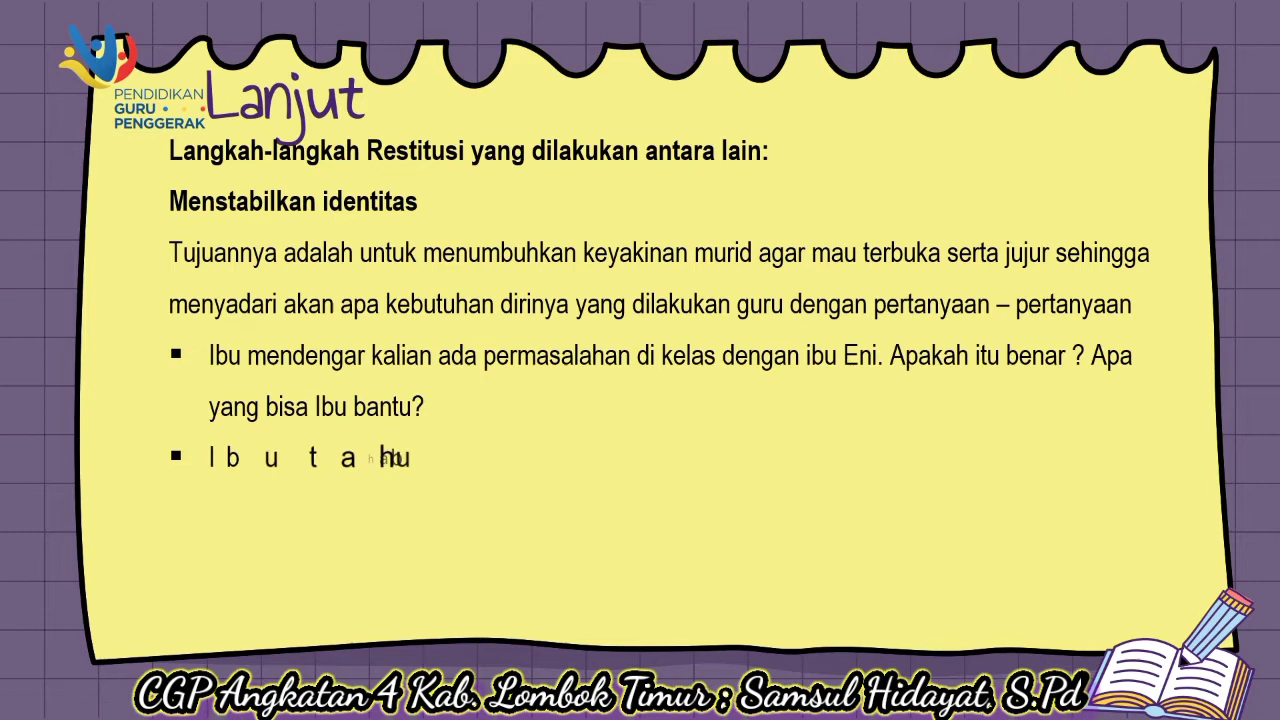 PENDIDIKAN
GURU
PENGGERAK
Lanjut
Langkah-langkah Restitusi yang dilakukan antara lain:
Menstabilkan identitas
Tujuannya adalah untuk menumbuhkan keyakinan murid agar mau terbuka serta jujur sehingga
menyadari akan apa kebutuhan dirinya yang dilakukan guru dengan pertanyaan – pertanyaan
▪ Ibu mendengar kalian ada permasalahan di kelas dengan ibu Eni. Apakah itu benar ? Apa
yang bisa Ibu bantu?
▪ Ibu
CGP Angkatan 4 Kab. Lombok Timur : Samsul Hidayat, S.Pd